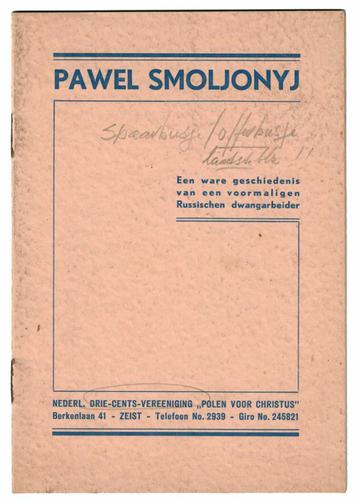 PAWEL SMOLJONYJ
Spaarbusje / offerbusje
Een ware geschiedenis
van een voormaligen
Russischen dwangarbeider
NEDERL. DRIE-CENTS-VEREENIGING „POLEN VOOR CHRISTUS"
Berkenlaan 41 - ZEIST - Telefoon No. 2939 - Giro No. 245821